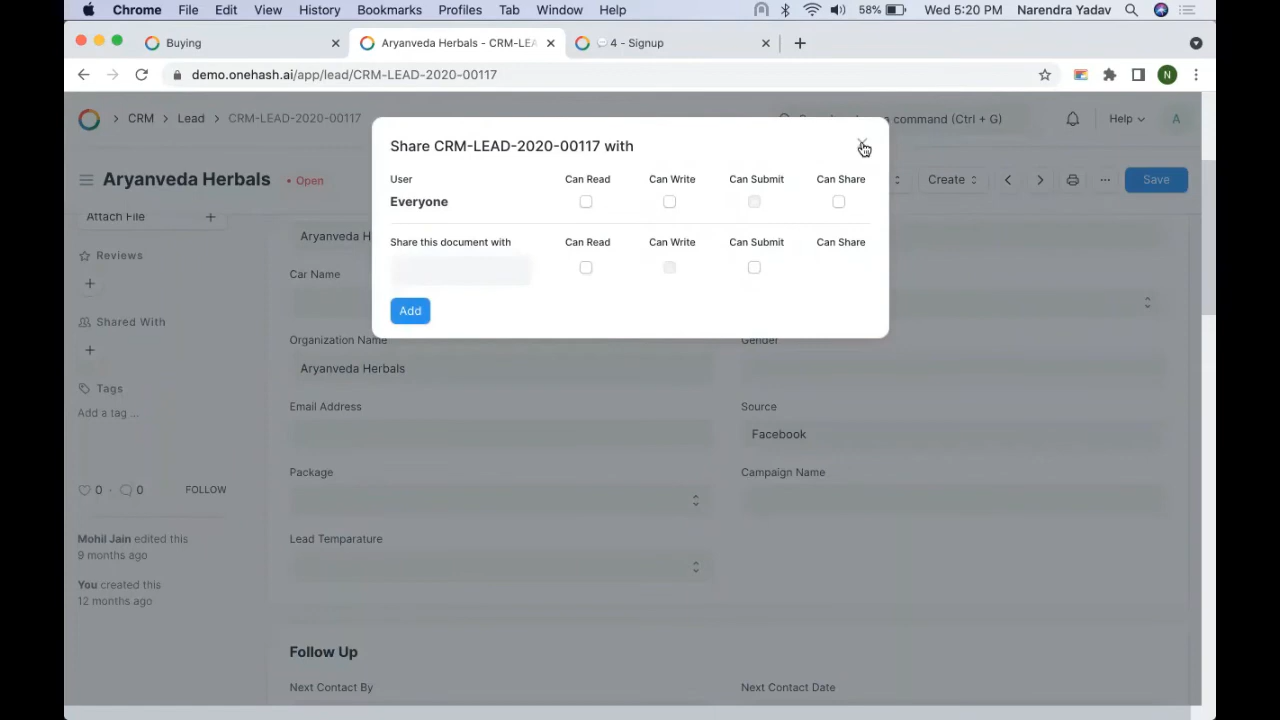 Chrome File Edit View History Bookmarks Profiles Tab Window Help 58% Wed 5:20 PM Narendra Yadav
Buying Aryanveda Herbals - CRM-LEA 4 - Signup
demo.onehash.ai/app/lead/CRM-LEAD-2020-00117 N
CRM Lead CRM-LEAD-2020-00117 command (Ctrl + G) Help A
Share CRM-LEAD-2020-00117 with
Aryanveda Herbals • Open Create Save
User Can Read Can Write Can Submit Can Share
Everyone
Attach File
Aryanveda H
Share this document with Can Read Can Write Can Submit Can Share
Reviews
Car Name
Add
Shared With
Organization Name Gender
Aryanveda Herbals
Tags
Add a tag ...
Email Address Source
Facebook
Package Campaign Name
0 · 0 FOLLOW
Lead Temparature
Mohil Jain edited this
9 months ago
You created this
12 months ago
Follow Up
Next Contact By Next Contact Date